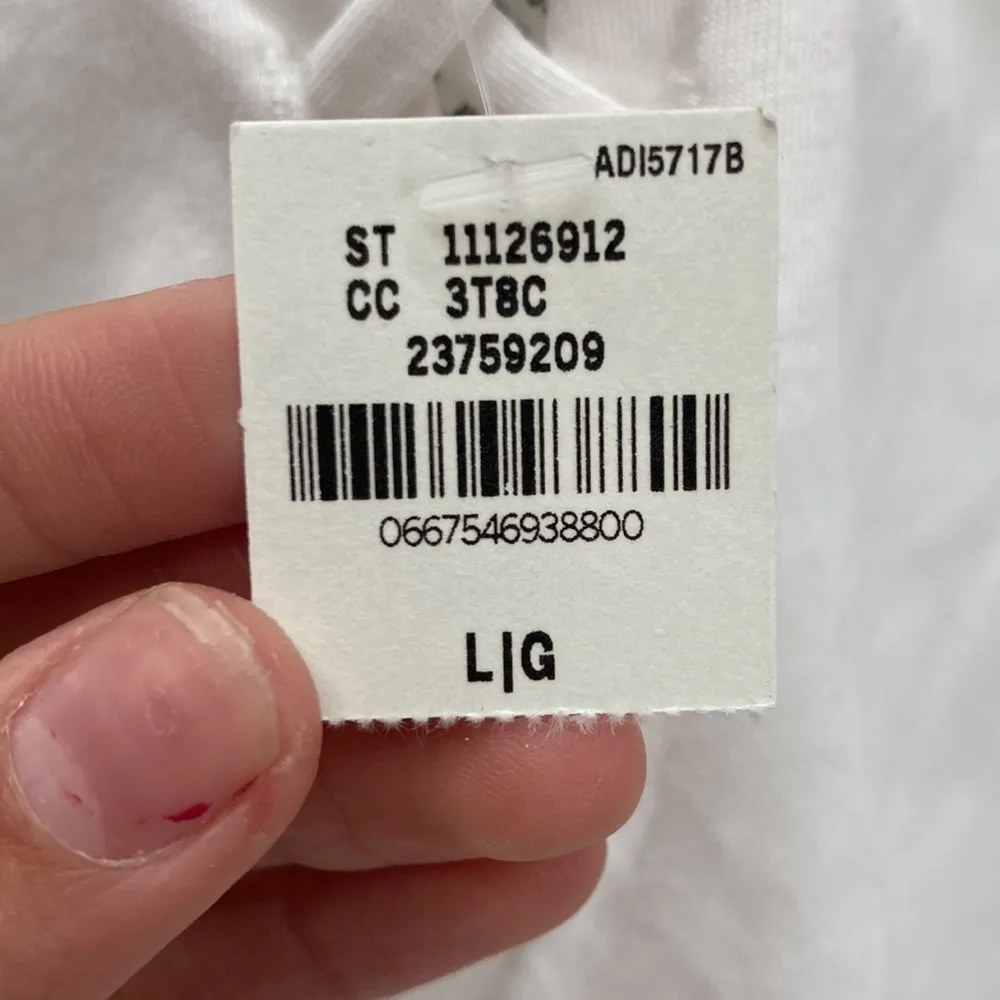 ADI5717B
ST 11126912
CC 3T8C
23759209
0667546938800
L|G